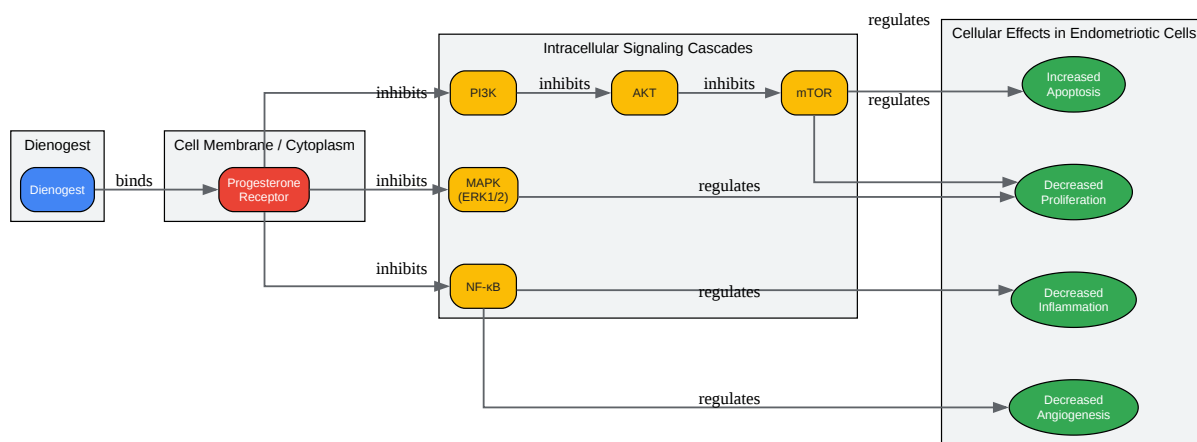 regulates
Cellular Effects in Endometriotic Cells
Intracellular Signaling Cascades
Increased
Apoptosis
inhibits
PI3K
inhibits
AKT
inhibits
mTOR
regulates
Dienogest
Cell Membrane / Cytoplasm
Dienogest
binds
Progesterone
Receptor
inhibits
MAPK
(ERK1/2)
regulates
Decreased
Proliferation
inhibits
NF-κB
regulates
Decreased
Inflammation
regulates
Decreased
Angiogenesis